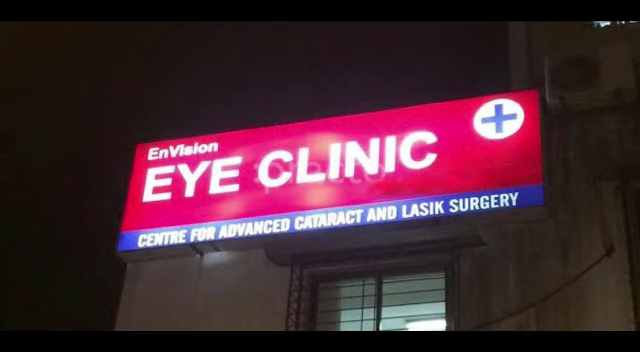 EnVision
EYE CLINIC
CENTRE FOR ADVANCED CATARACT AND LASIK SURGERY